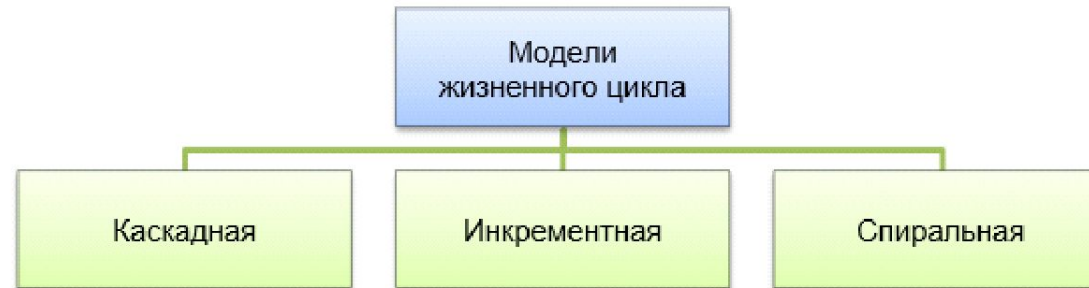 Модели
жизненного цикла
Каскадная
Инкрементная
Спиральная